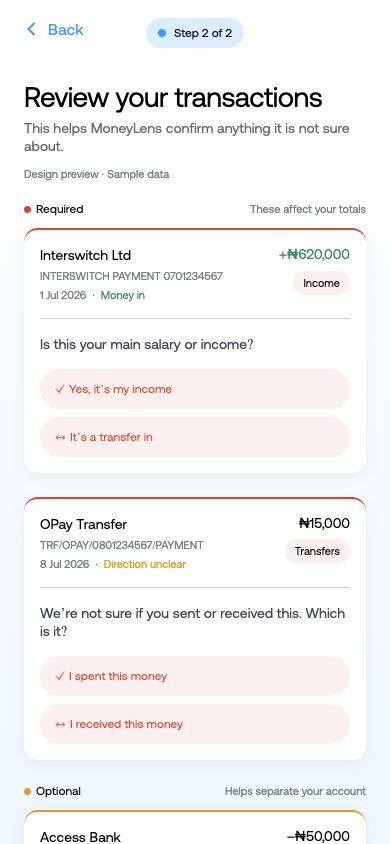 Back
Step 2 of 2
Review your transactions
This helps MoneyLens confirm anything it is not sure
about.
Design preview · Sample data
Required
These affect your totals
Interswitch Ltd
+₦620,000
INTERSWITCH PAYMENT 0701234567
Income
1 Jul 2026 · Money in
Is this your main salary or income?
✓ Yes, it's my income
↔ It's a transfer in
OPay Transfer
₦15,000
TRF/OPAY/0801234567/PAYMENT
Transfers
8 Jul 2026 · Direction unclear
We're not sure if you sent or received this. Which
is it?
✓ I spent this money
↔ I received this money
Optional
Helps separate your account
Access Bank
−₦50,000